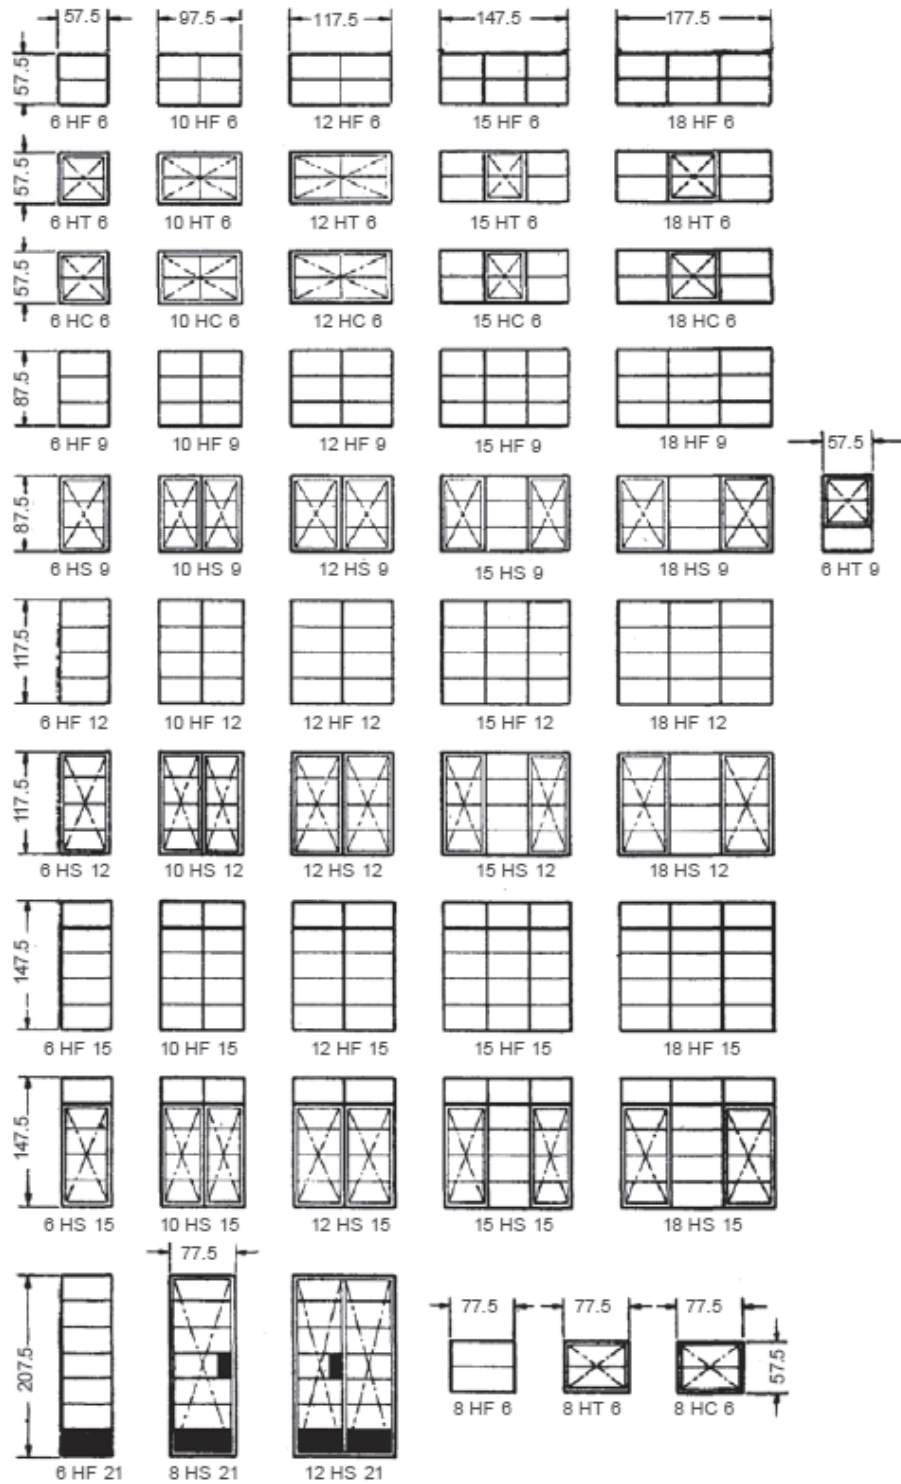 57.5 97.5 117.5 147.5 177.5
57.5
6 HF 6 10 HF 6 12 HF 6 15 HF 6 18 HF 6
57.5
6 HT 6 10 HT 6 12 HT 6 15 HT 6 18 HT 6
57.5
6 HC 6 10 HC 6 12 HC 6 15 HC 6 18 HC 6
87.5
6 HF 9 10 HF 9 12 HF 9 15 HF 9 18 HF 9
57.5
87.5
6 HS 9 10 HS 9 12 HS 9 15 HS 9 18 HS 9 6 HT 9
117.5
6 HF 12 10 HF 12 12 HF 12 15 HF 12 18 HF 12
117.5
6 HS 12 10 HS 12 12 HS 12 15 HS 12 18 HS 12
147.5
6 HF 15 10 HF 15 12 HF 15 15 HF 15 18 HF 15
147.5
6 HS 15 10 HS 15 12 HS 15 15 HS 15 18 HS 15
77.5
207.5
77.5 77.5 77.5
57.5
8 HF 6 8 HT 6 8 HC 6
6 HF 21 8 HS 21 12 HS 21